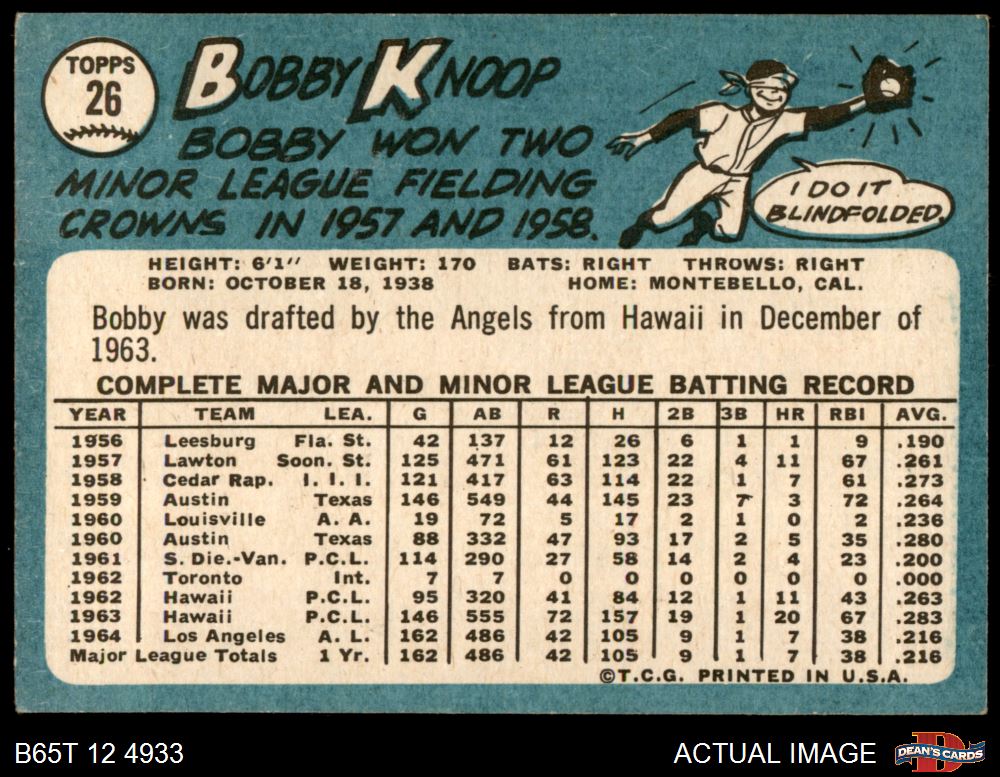 TOPPS
26
BOBBY KNOOP
BOBBY WON TWO
MINOR LEAGUE FIELDING
CROWNS IN 1957 AND 1958.
I DO IT
BLINDFOLDED.
HEIGHT: 6'1" WEIGHT: 170 BATS: RIGHT THROWS: RIGHT
BORN: OCTOBER 18, 1938 HOME: MONTEBELLO, CAL.
Bobby was drafted by the Angels from Hawaii in December of
1963.
COMPLETE MAJOR AND MINOR LEAGUE BATTING RECORD
YEAR TEAM LEA. G AB R H 2B 3B HR RBI AVG.
1956 Leesburg Fla. St. 42 137 12 26 6 1 1 9 .190
1957 Lawton Soon. St. 125 471 61 123 22 4 11 67 .261
1958 Cedar Rap. I. I. I. 121 417 63 114 22 1 7 61 .273
1959 Austin Texas 146 549 44 145 23 7 3 72 .264
1960 Louisville A. A. 19 72 5 17 2 1 0 2 .236
1960 Austin Texas 88 332 47 93 17 2 5 35 .280
1961 S. Die.-Van. P.C.L. 114 290 27 58 14 2 4 23 .200
1962 Toronto Int. 7 7 0 0 0 0 0 0 .000
1962 Hawaii P.C.L. 95 320 41 84 12 1 11 43 .263
1963 Hawaii P.C.L. 146 555 72 157 19 1 20 67 .283
1964 Los Angeles A. L. 162 486 42 105 9 1 7 38 .216
Major League Totals 1 Yr. 162 486 42 105 9 1 7 38 .216
©T.C.G. PRINTED IN U.S.A.
B65T 12 4933 ACTUAL IMAGE
D
DEAN'S CARDS